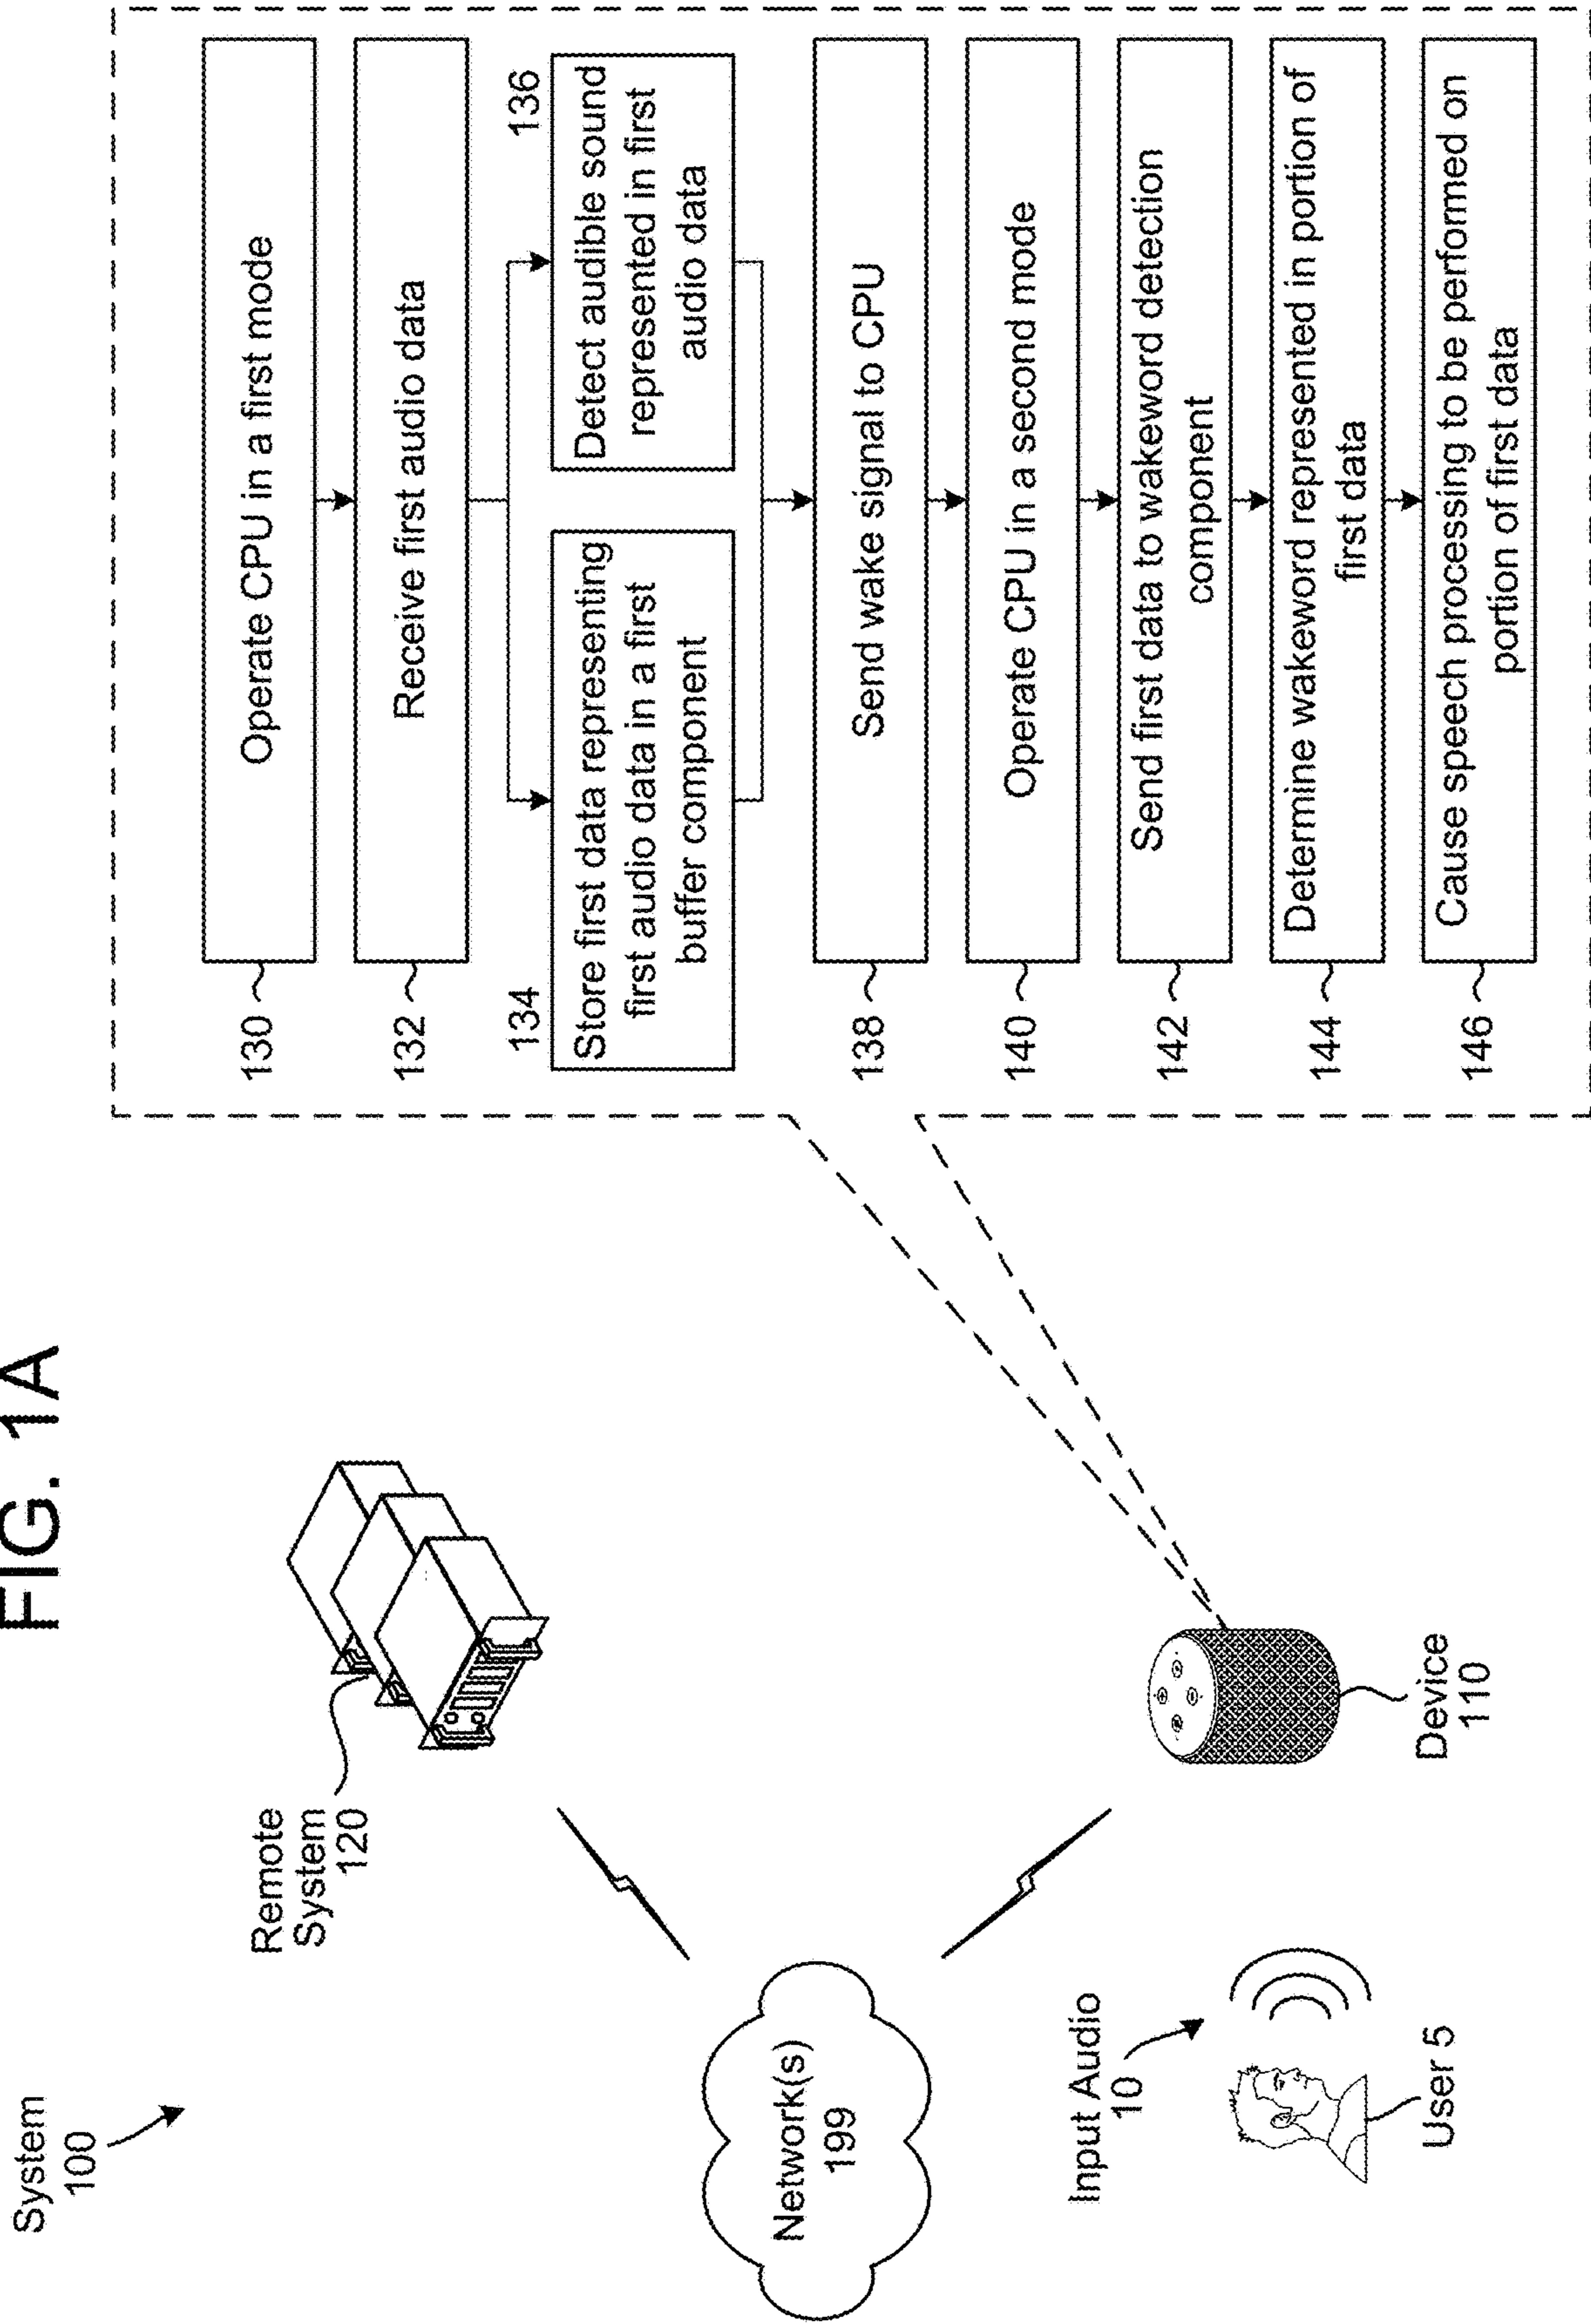 FIG. 1A
System
100
Remote
System
120
Network(s)
199
Input Audio
10
User 5
Device
110
130
Operate CPU in a first mode
132
Receive first audio data
134
Store first data representing
first audio data in a first
buffer component
136
Detect audible sound
represented in first
audio data
138
Send wake signal to CPU
140
Operate CPU in a second mode
142
Send first data to wakeword detection
component
144
Determine wakeword represented in portion of
first data
146
Cause speech processing to be performed on
portion of first data